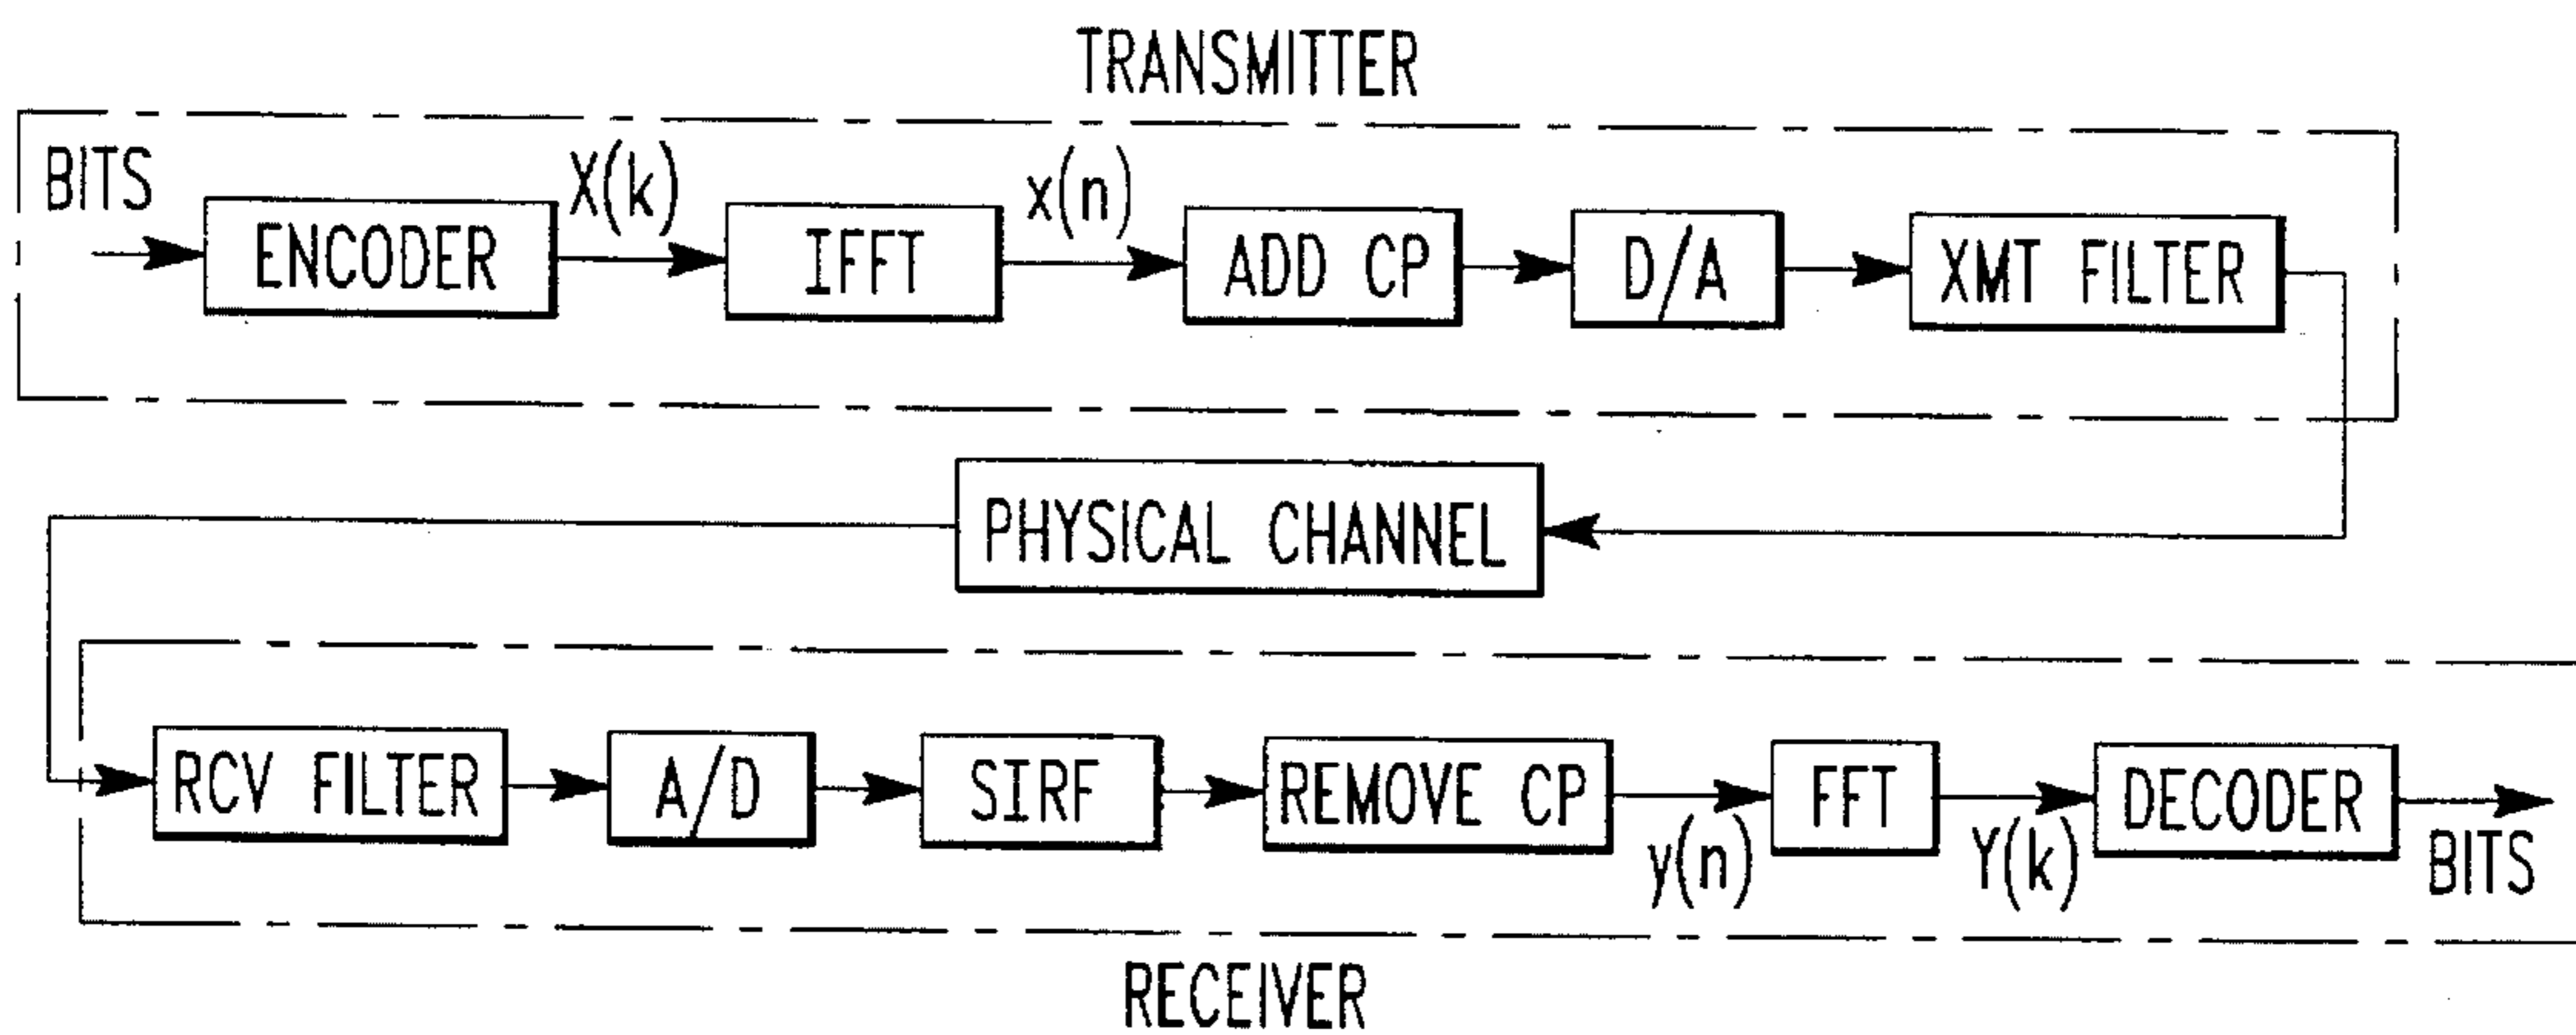 TRANSMITTER
BITS
ENCODER
X(k)
IFFT
x(n)
ADD CP
D/A
XMT FILTER
PHYSICAL CHANNEL
RCV FILTER
A/D
SIRF
REMOVE CP
y(n)
FFT
Y(k)
DECODER
BITS
RECEIVER